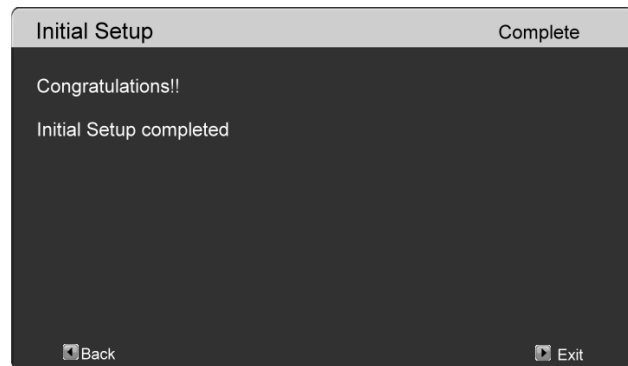 Initial Setup Complete
Congratulations!!
Initial Setup completed
Back Exit